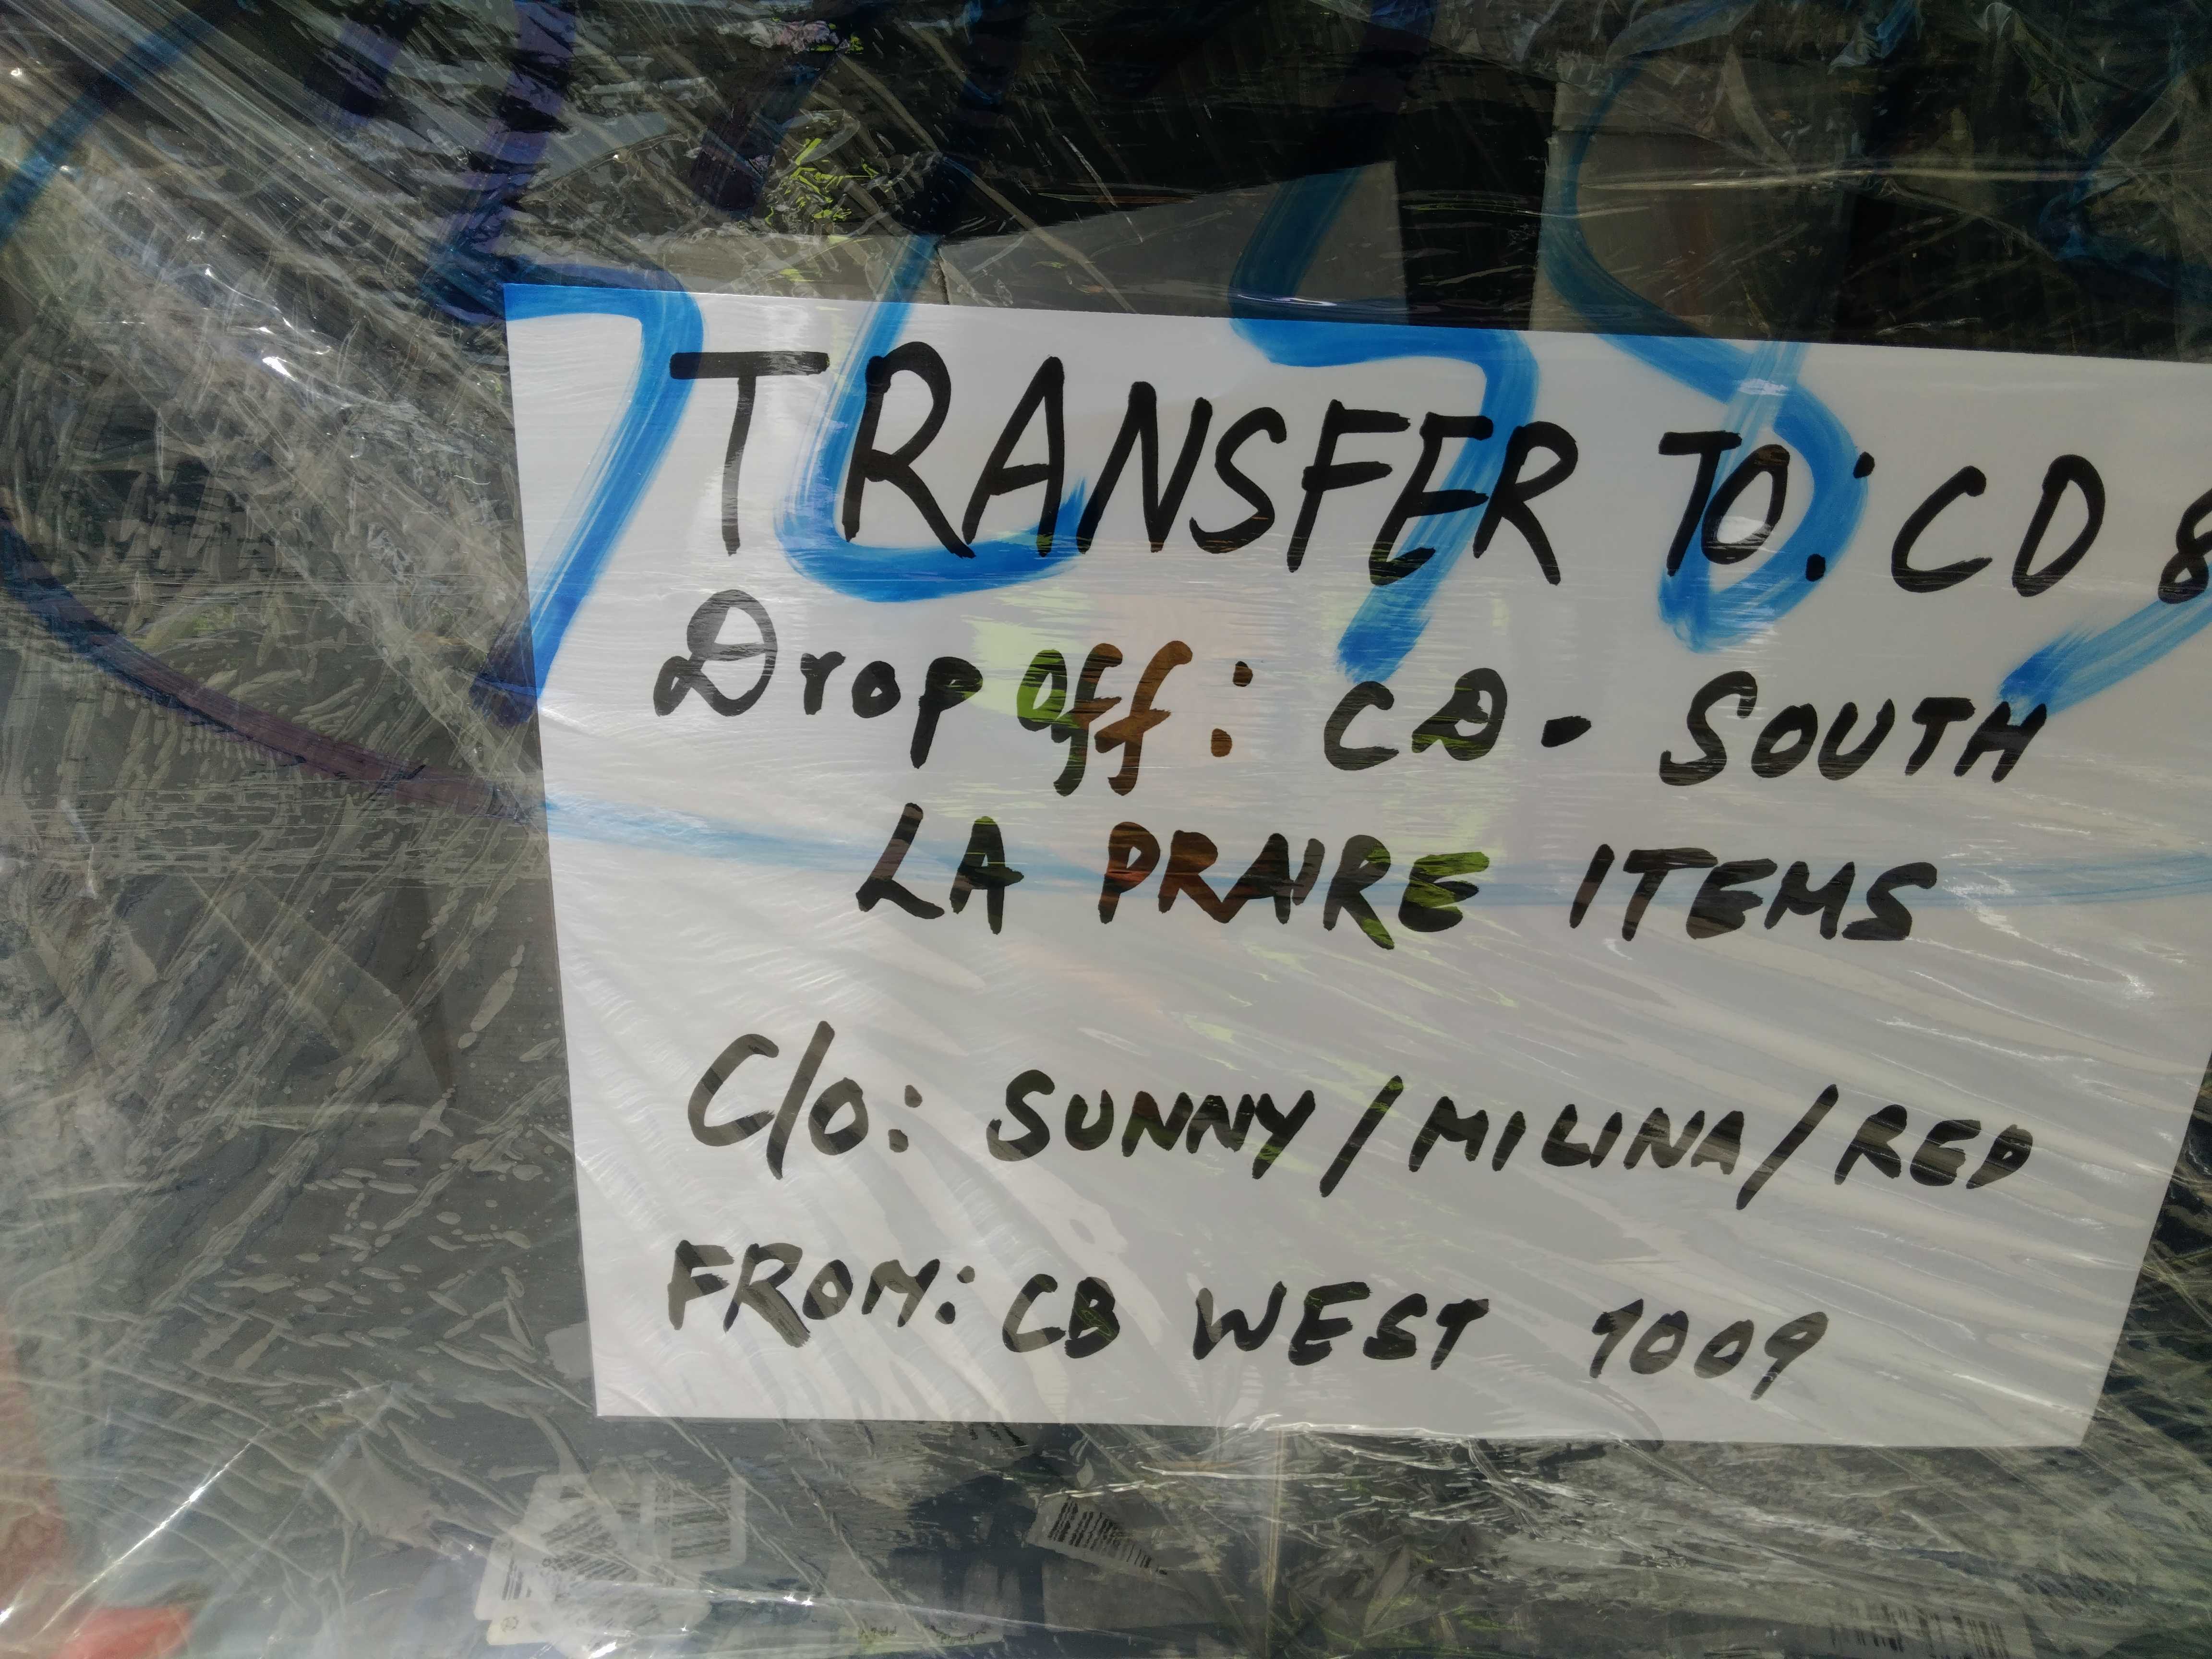 TRANSFER TO: CD 8
Drop off: CD - SOUTH
LA PRAIRE ITEMS
C/O: SUNNY / MILINA / RED
FROM: CB WEST 1009